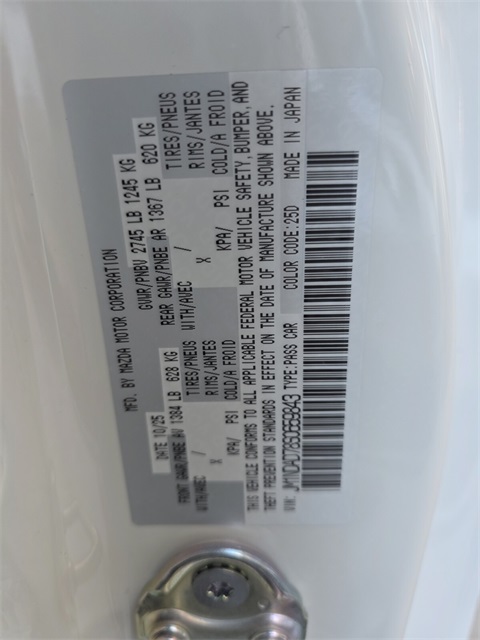 MFD. BY MAZDA MOTOR CORPORATION
DATE 10/25 GVWR/PNBV 2745 LB 1245 KG
FRONT GAWR/PNBE AV 1384 LB 628 KG REAR GAWR/PNBE AR 1367 LB 620 KG
WITH/AVEC TIRES/PNEUS WITH/AVEC TIRES/PNEUS
/ RIMS/JANTES / RIMS/JANTES
X X
KPA/ PSI COLD/A FROID KPA/ PSI COLD/A FROID
THIS VEHICLE CONFORMS TO ALL APPLICABLE FEDERAL MOTOR VEHICLE SAFETY, BUMPER, AND
THEFT PREVENTION STANDARDS IN EFFECT ON THE DATE OF MANUFACTURE SHOWN ABOVE.
VIN: TYPE:PASS CAR COLOR CODE:25D MADE IN JAPAN